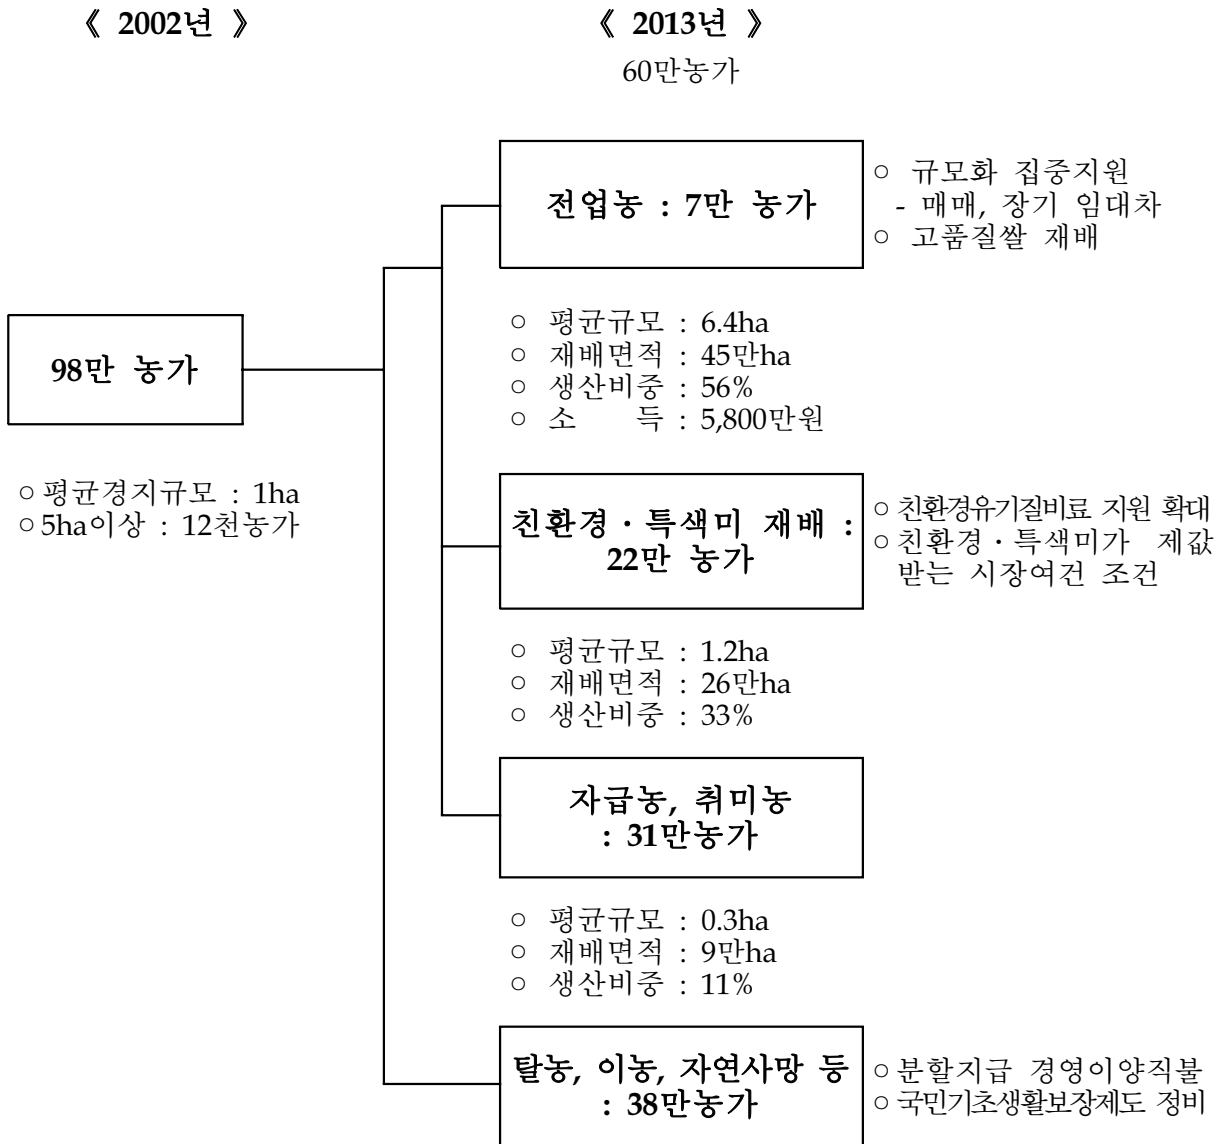 《 2002년 》
《 2013년 》
60만농가
전업농 : 7만 농가
○ 규모화 집중지원
- 매매, 장기 임대차
○ 고품질쌀 재배
○ 평균규모 : 6.4ha
○ 재배면적 : 45만ha
○ 생산비중 : 56%
○ 소 득 : 5,800만원
98만 농가
○ 평균경지규모 : 1ha
○ 5ha이상 : 12천농가
친환경·특색미 재배 :
22만 농가
○ 친환경유기질비료 지원 확대
○ 친환경·특색미가 제값
받는 시장여건 조건
○ 평균규모 : 1.2ha
○ 재배면적 : 26만ha
○ 생산비중 : 33%
자급농, 취미농
: 31만농가
○ 평균규모 : 0.3ha
○ 재배면적 : 9만ha
○ 생산비중 : 11%
탈농, 이농, 자연사망 등
: 38만농가
○ 분할지급 경영이양직불
○ 국민기초생활보장제도 정비